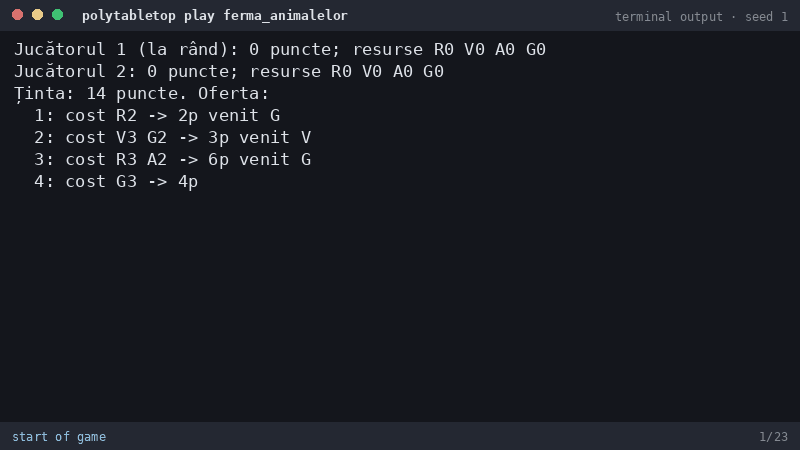 polytabletop play ferma_animalelor
terminal output · seed 1
Jucătorul 1 (la rând): 0 puncte; resurse R0 V0 A0 G0
Jucătorul 2: 0 puncte; resurse R0 V0 A0 G0
Ținta: 14 puncte. Oferta:
1: cost R2 -> 2p venit G
2: cost V3 G2 -> 3p venit V
3: cost R3 A2 -> 6p venit G
4: cost G3 -> 4p
start of game
1/23